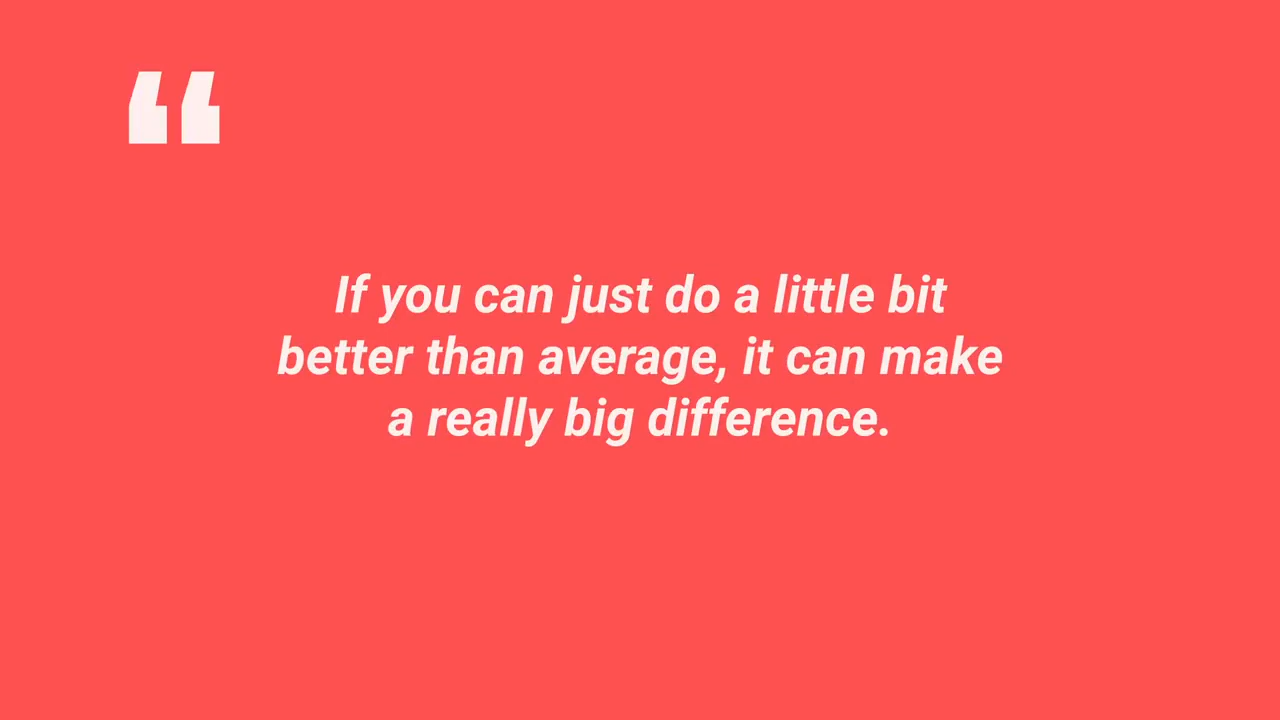 “
If you can just do a little bit
better than average, it can make
a really big difference.